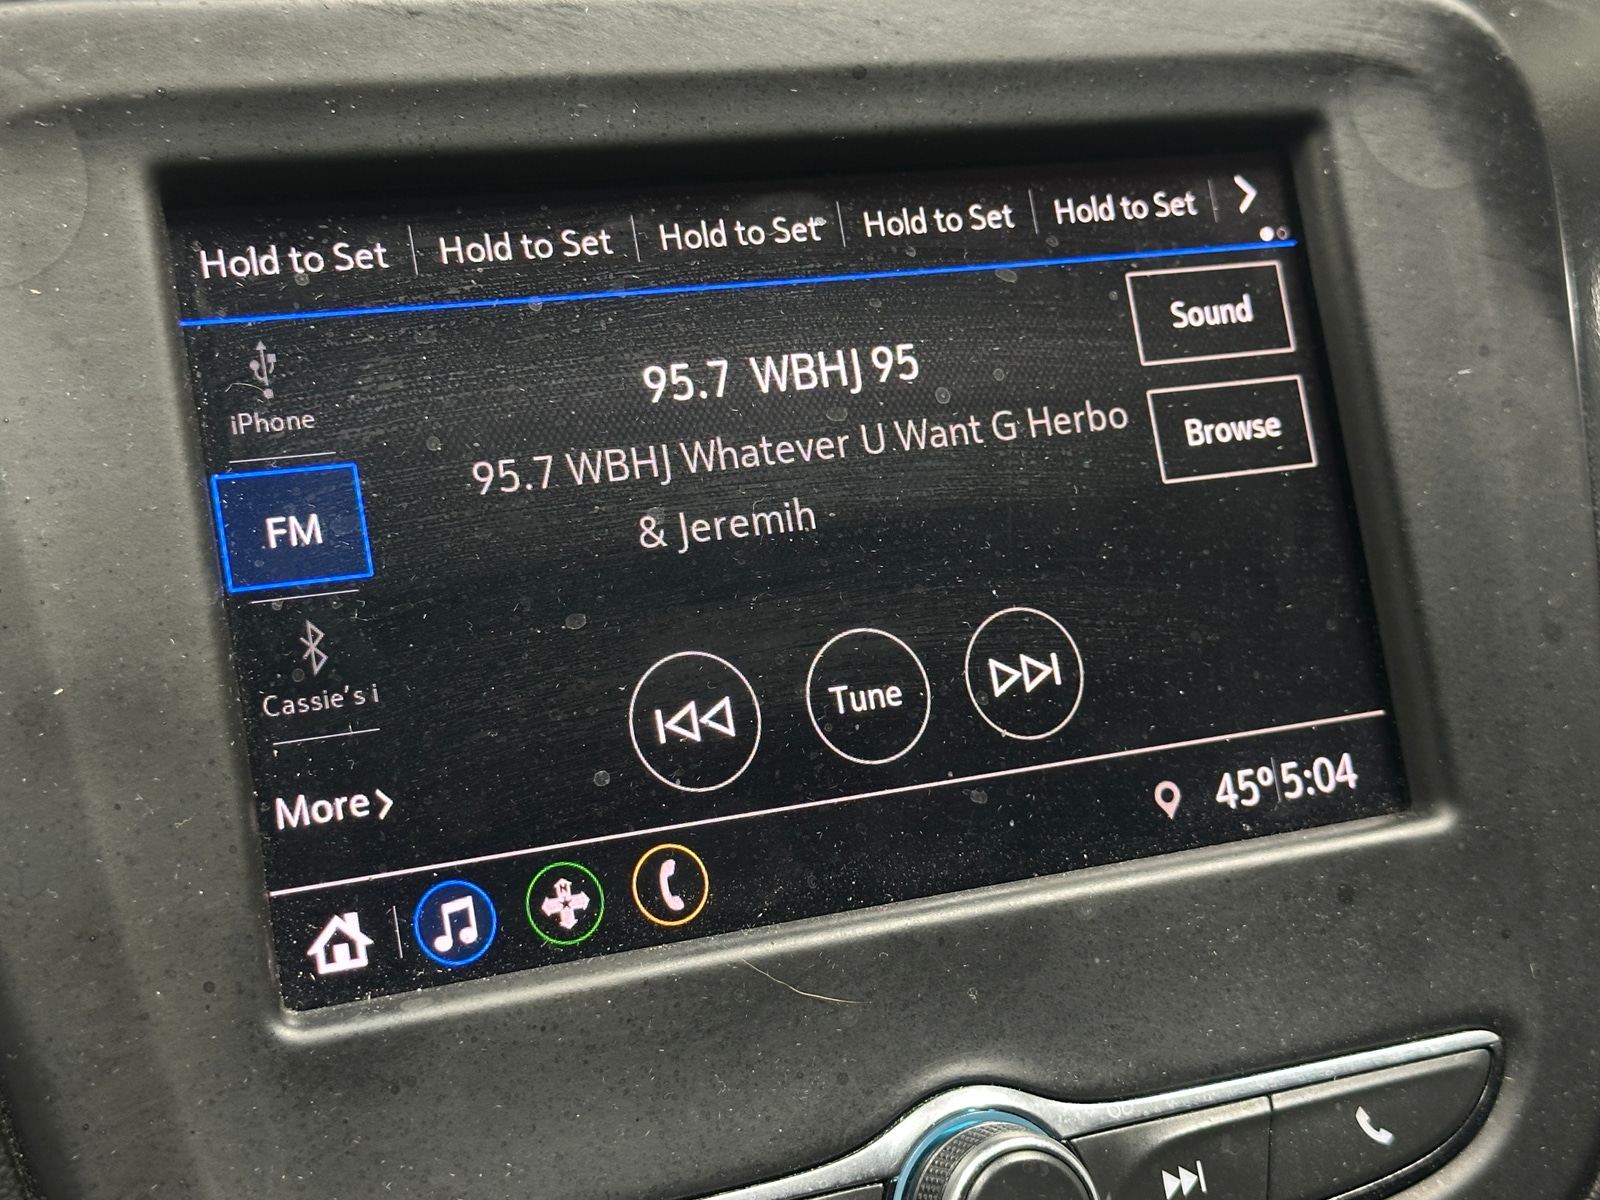 Hold to Set Hold to Set Hold to Set Hold to Set Hold to Set
Sound
iPhone
95.7 WBHJ 95
Browse
95.7 WBHJ Whatever U Want G Herbo
& Jeremih
FM
Cassie's i
Tune
More
45° 5:04
N